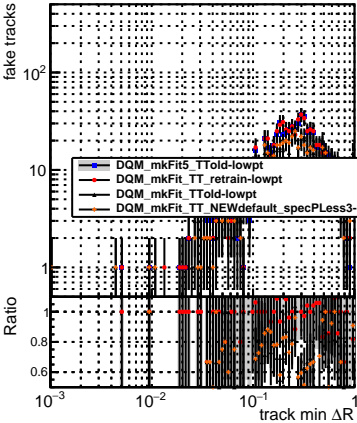 fake tracks
10²
DQM_mkFit5_TTold-lowpt
DQM_mkFit_TT_retrain-lowpt
DQM_mkFit_TTold-lowpt
DQM_mkFit_TT_NEWdefault_specPLess3-
10
1
Ratio
1
0.8
0.6
10⁻³ 10⁻² 10⁻¹ 1
track min ΔR